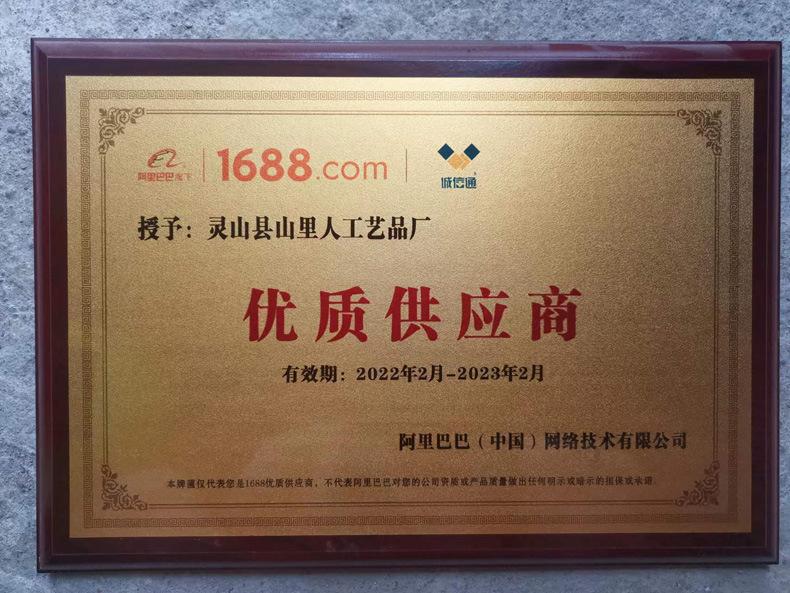 阿里巴巴旗下 1688.com 诚信通
授予：灵山县山里人工艺品厂
优质供应商
有效期：2022年2月-2023年2月
阿里巴巴（中国）网络技术有限公司
本牌匾仅代表您是1688优质供应商，不代表阿里巴巴对您的公司资质或产品质量做出任何明示或暗示的担保或承诺。